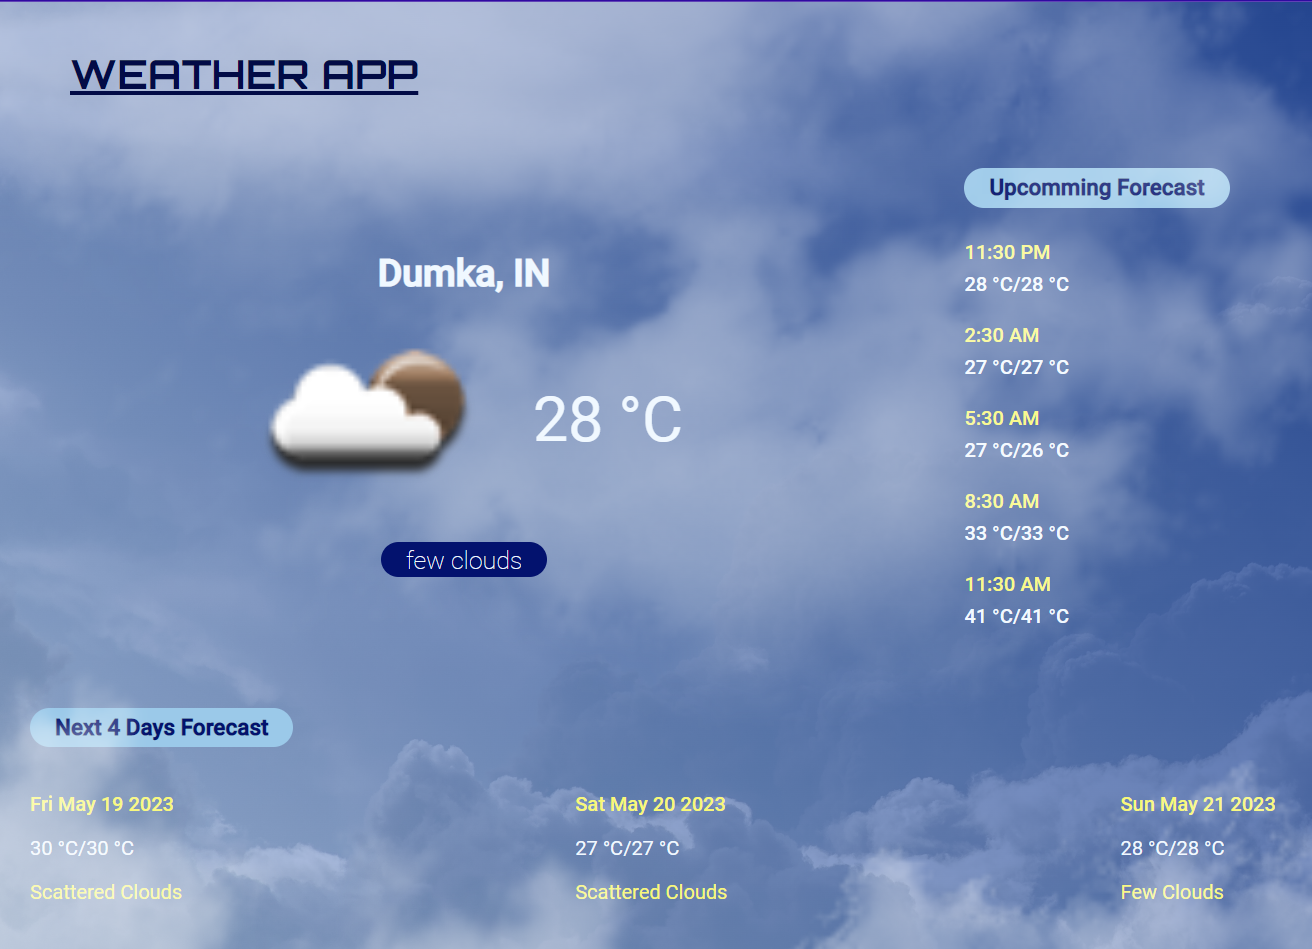 WEATHER APP
Dumka, IN
28 °C
few clouds
Upcomming Forecast
11:30 PM
28 °C/28 °C
2:30 AM
27 °C/27 °C
5:30 AM
27 °C/26 °C
8:30 AM
33 °C/33 °C
11:30 AM
41 °C/41 °C
Next 4 Days Forecast
Fri May 19 2023
30 °C/30 °C
Scattered Clouds
Sat May 20 2023
27 °C/27 °C
Scattered Clouds
Sun May 21 2023
28 °C/28 °C
Few Clouds